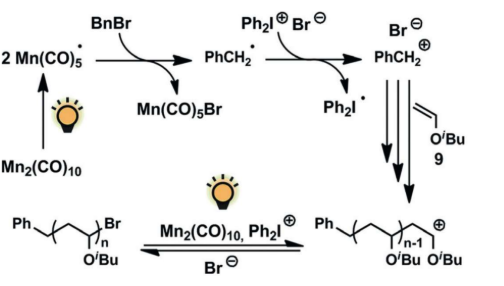 BnBr
Ph₂I⊕ Br⊖
Br⊖
2 Mn(CO)₅•
PhCH₂•
PhCH₂⊕
Mn(CO)₅Br
Ph₂I•
OⁱBu
9
Mn₂(CO)₁₀
Ph
Br
n
OⁱBu
Mn₂(CO)₁₀, Ph₂I⊕
Br⊖
Ph
⊕
n-1
OⁱBu OⁱBu